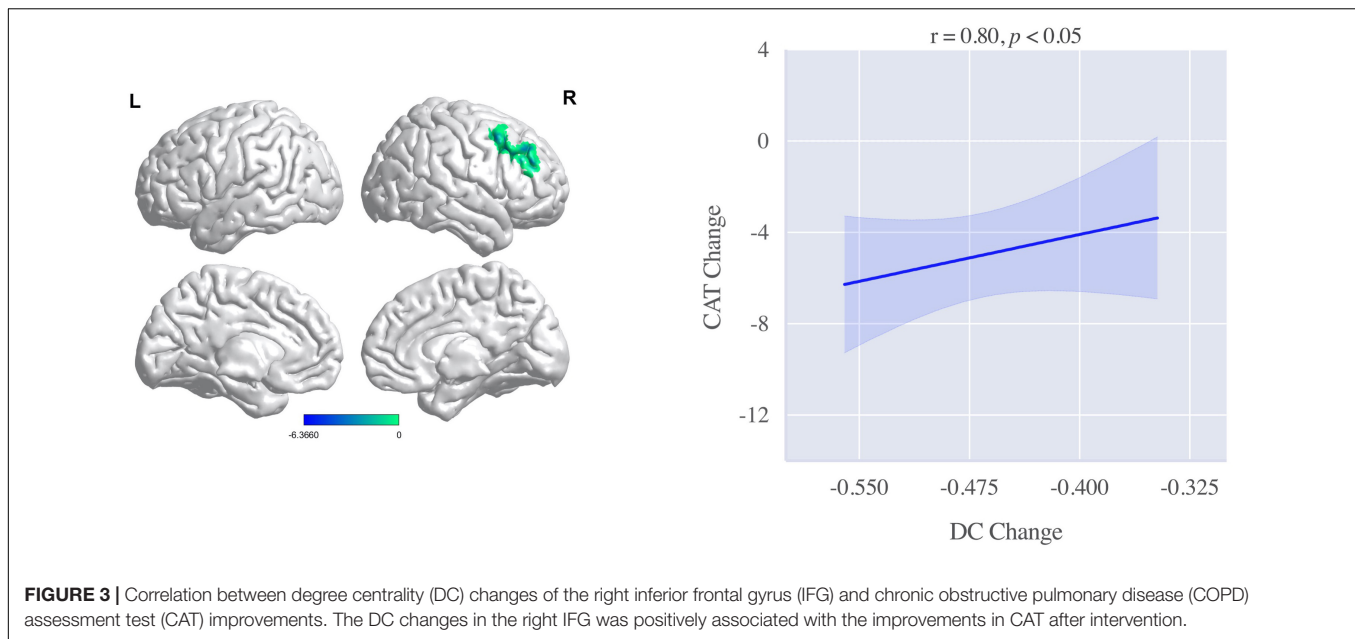 L
R
-6.3660
0
r = 0.80, p < 0.05
4
0
-4
-8
-12
CAT Change
-0.550
-0.475
-0.400
-0.325
DC Change
FIGURE 3 | Correlation between degree centrality (DC) changes of the right inferior frontal gyrus (IFG) and chronic obstructive pulmonary disease (COPD)
assessment test (CAT) improvements. The DC changes in the right IFG was positively associated with the improvements in CAT after intervention.